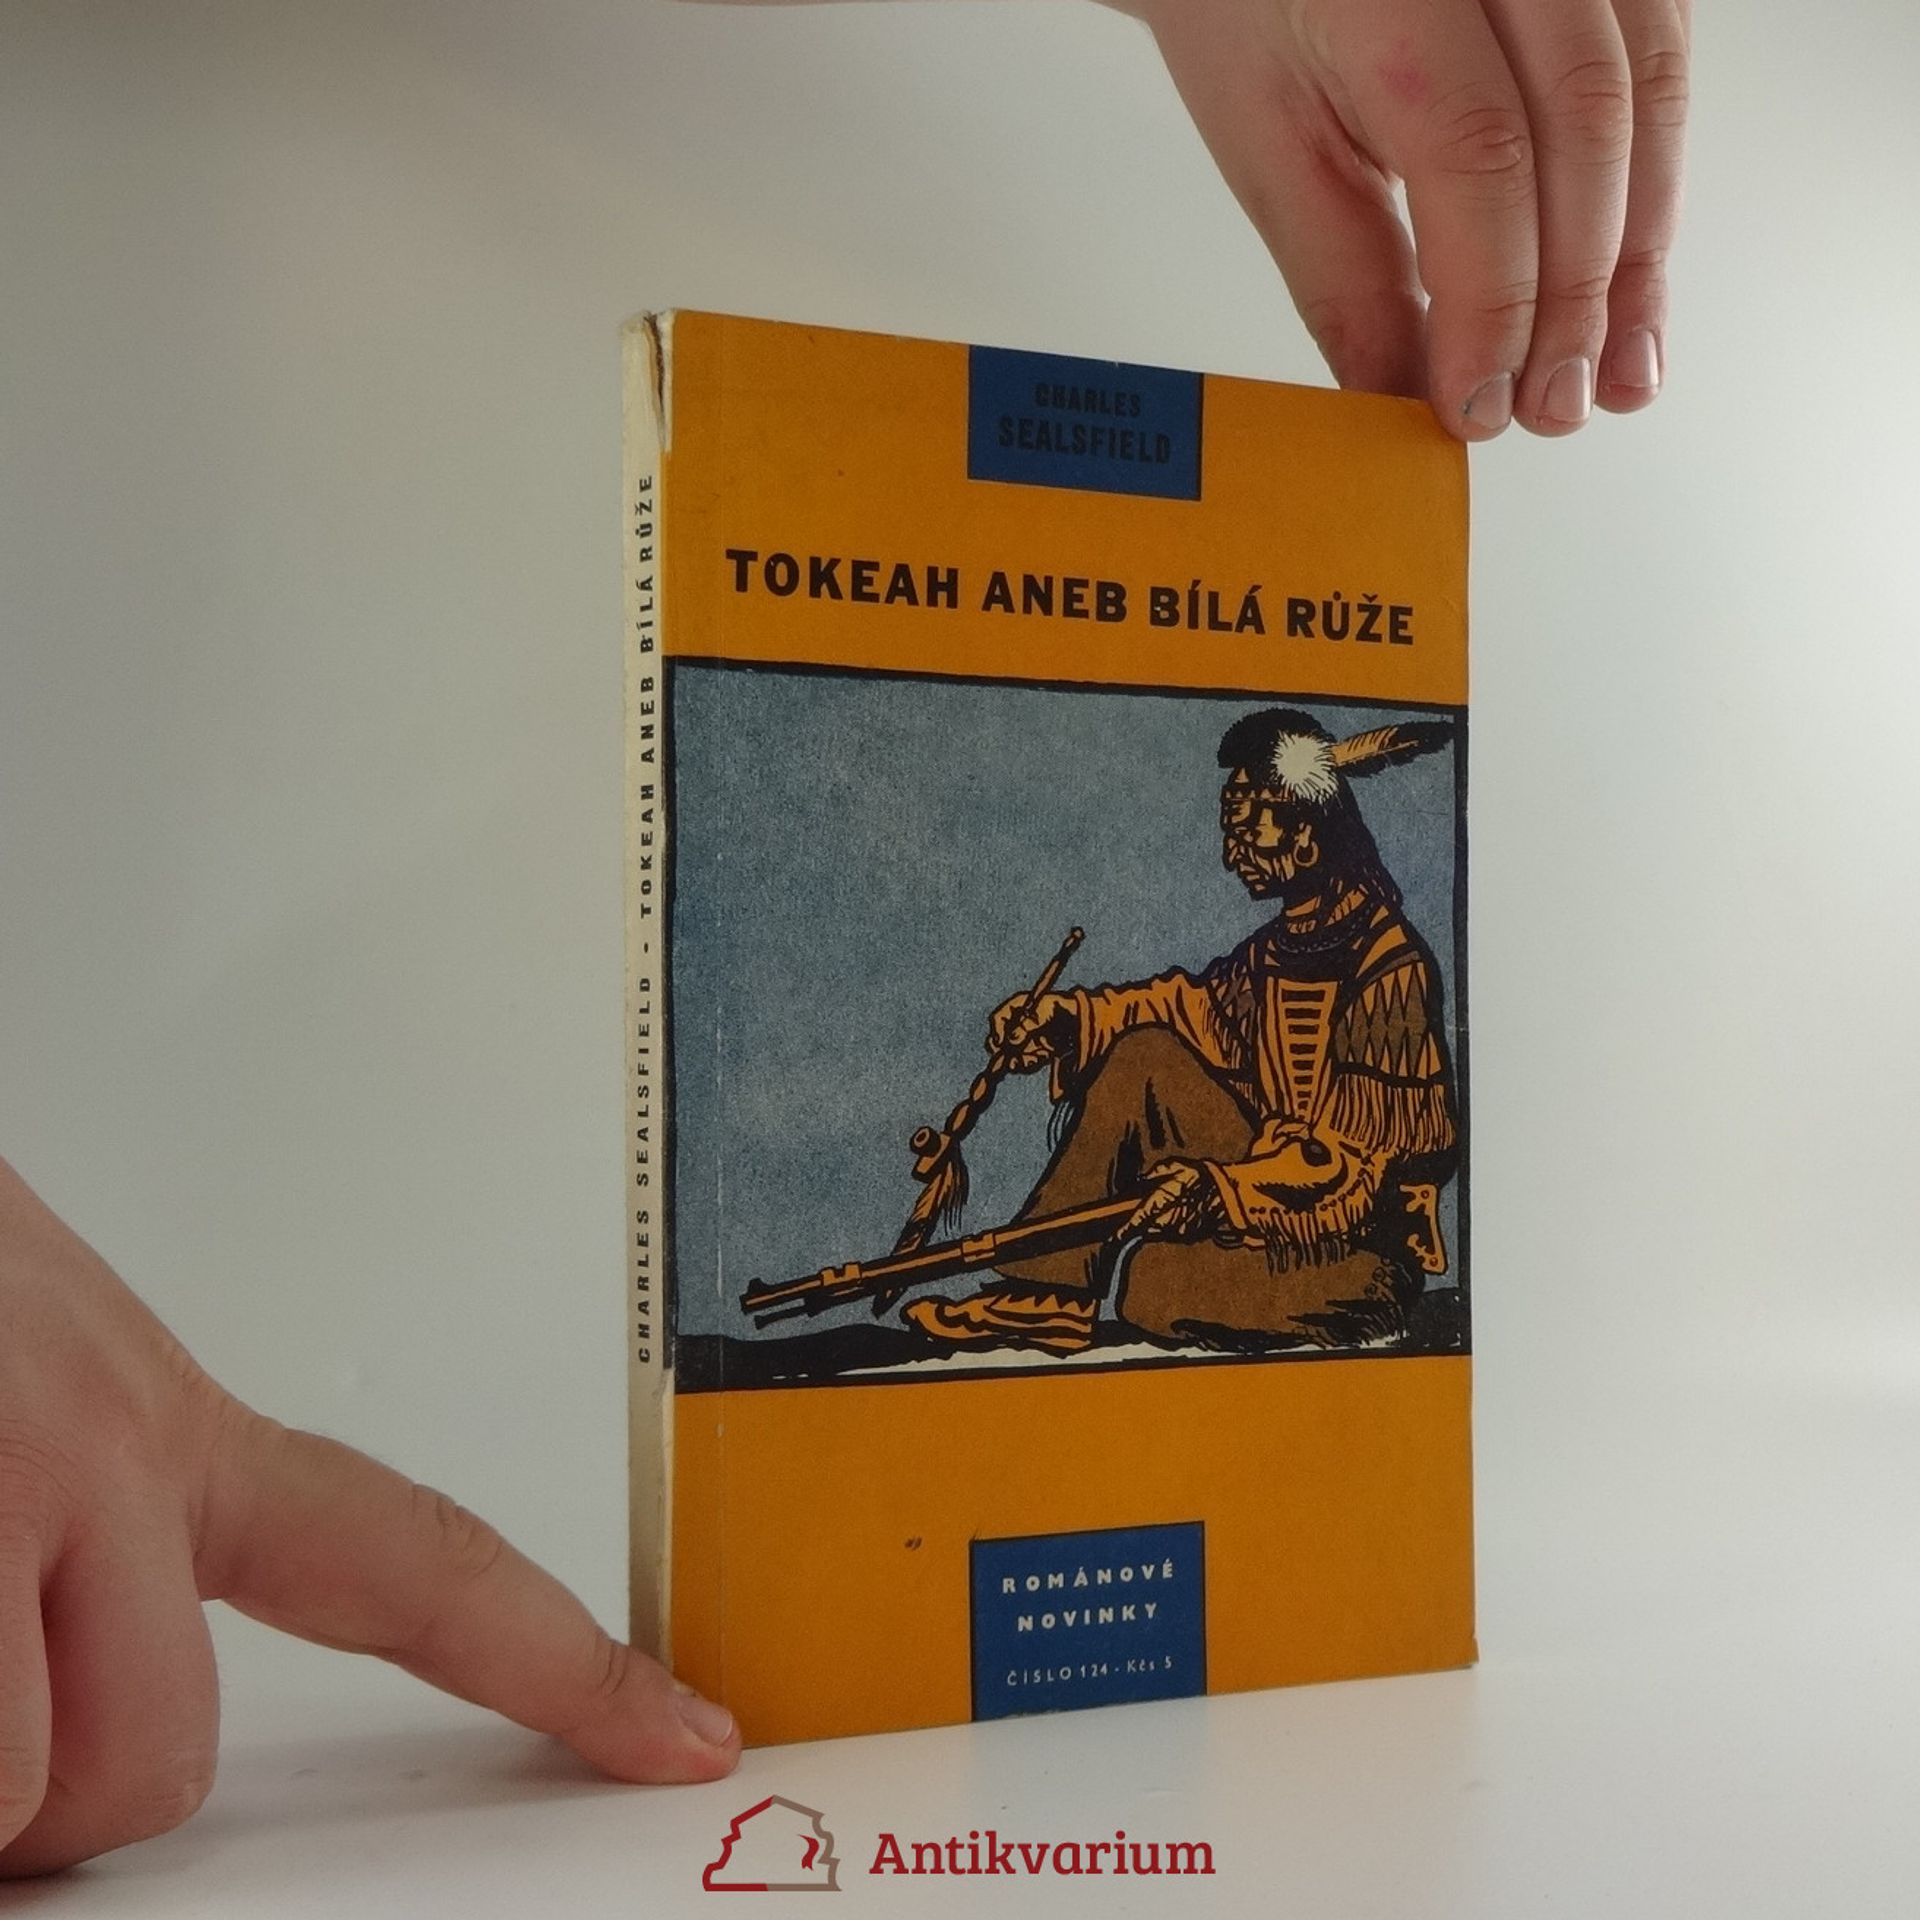 CHARLES
SEALSFIELD
TOKEAH ANEB BÍLÁ RŮŽE
CHARLES SEALSFIELD - TOKEAH ANEB BÍLÁ RŮŽE
ROMÁNOVÉ
NOVINKY
ČÍSLO 124 - Kčs 5
Antikvarium